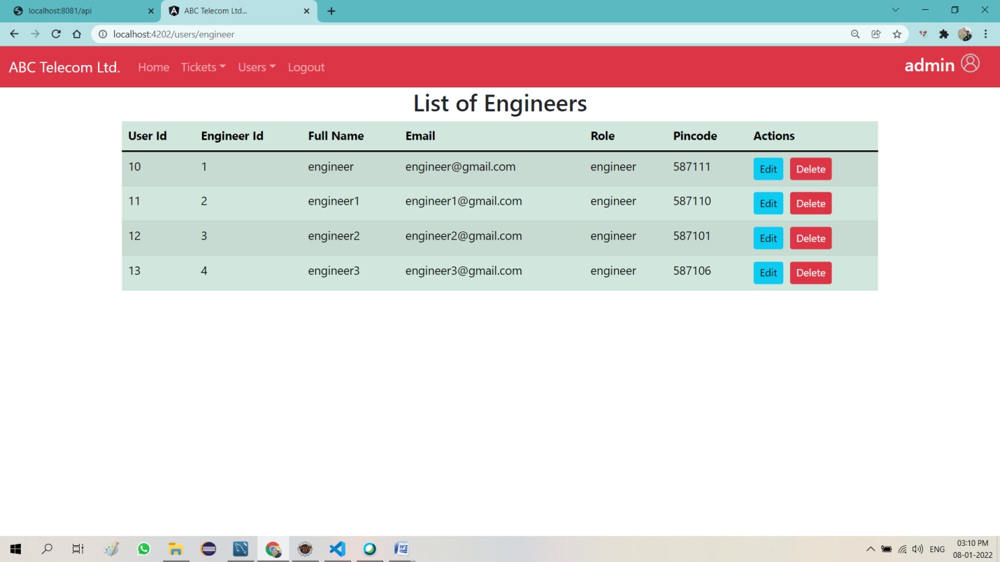 localhost:8081/api ABC Telecom Ltd...
localhost:4202/users/engineer
ABC Telecom Ltd. Home Tickets Users Logout admin
List of Engineers
User Id Engineer Id Full Name Email Role Pincode Actions
10 1 engineer engineer@gmail.com engineer 587111 Edit Delete
11 2 engineer1 engineer1@gmail.com engineer 587110 Edit Delete
12 3 engineer2 engineer2@gmail.com engineer 587101 Edit Delete
13 4 engineer3 engineer3@gmail.com engineer 587106 Edit Delete
ENG 03:10 PM
08-01-2022